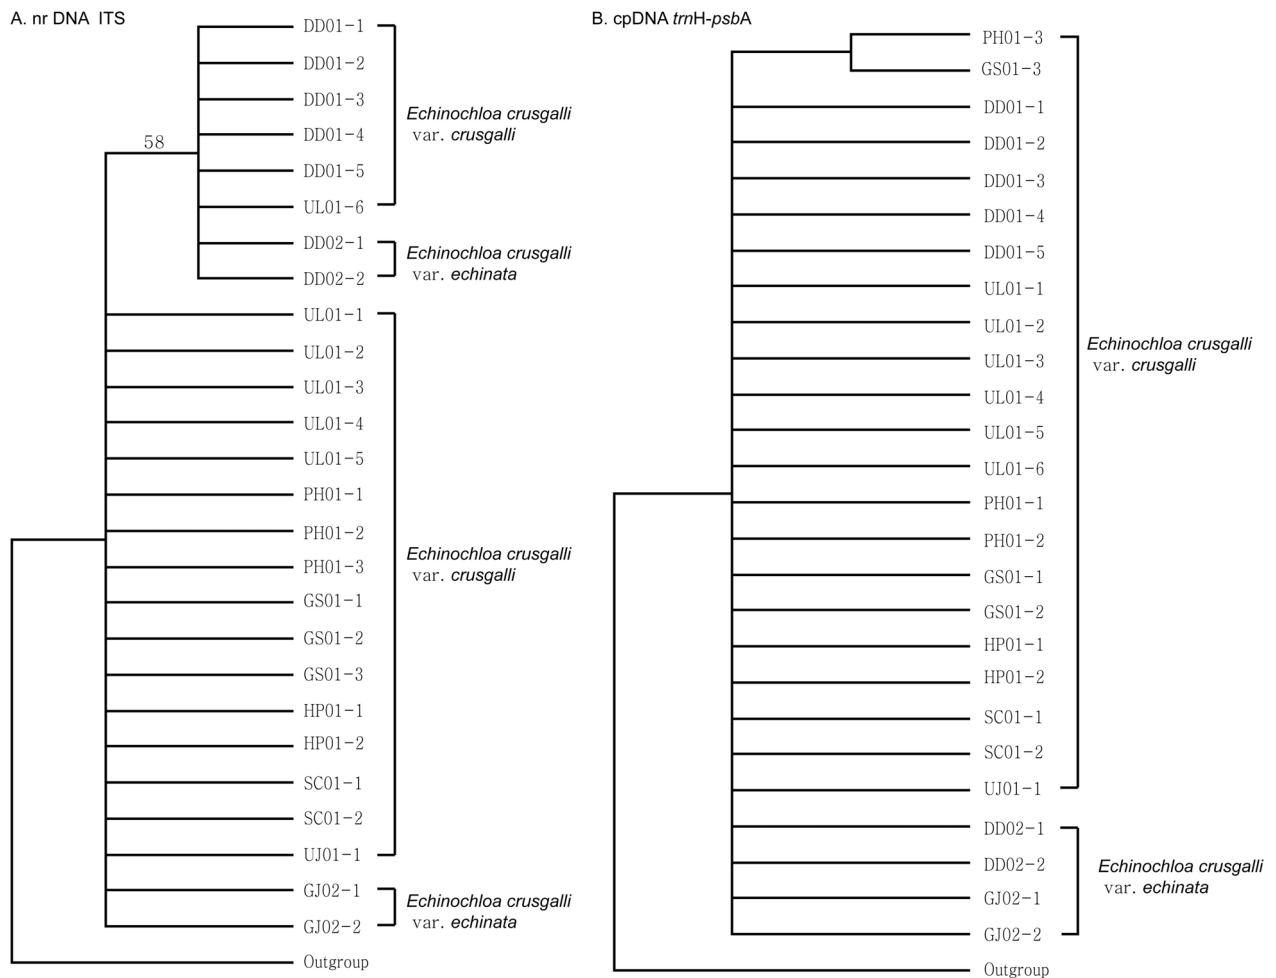 A. nr DNA ITS
DD01-1
DD01-2
DD01-3
DD01-4
DD01-5
UL01-6
DD02-1
DD02-2
UL01-1
UL01-2
UL01-3
UL01-4
UL01-5
PH01-1
PH01-2
PH01-3
GS01-1
GS01-2
GS01-3
HP01-1
HP01-2
SC01-1
SC01-2
UJ01-1
GJ02-1
GJ02-2
Outgroup
58
Echinochloa crusgalli
var. crusgalli
Echinochloa crusgalli
var. echinata
Echinochloa crusgalli
var. crusgalli
Echinochloa crusgalli
var. echinata
B. cpDNA trnH-psbA
PH01-3
GS01-3
DD01-1
DD01-2
DD01-3
DD01-4
DD01-5
UL01-1
UL01-2
UL01-3
UL01-4
UL01-5
UL01-6
PH01-1
PH01-2
GS01-1
GS01-2
HP01-1
HP01-2
SC01-1
SC01-2
UJ01-1
DD02-1
DD02-2
GJ02-1
GJ02-2
Outgroup
Echinochloa crusgalli
var. crusgalli
Echinochloa crusgalli
var. echinata